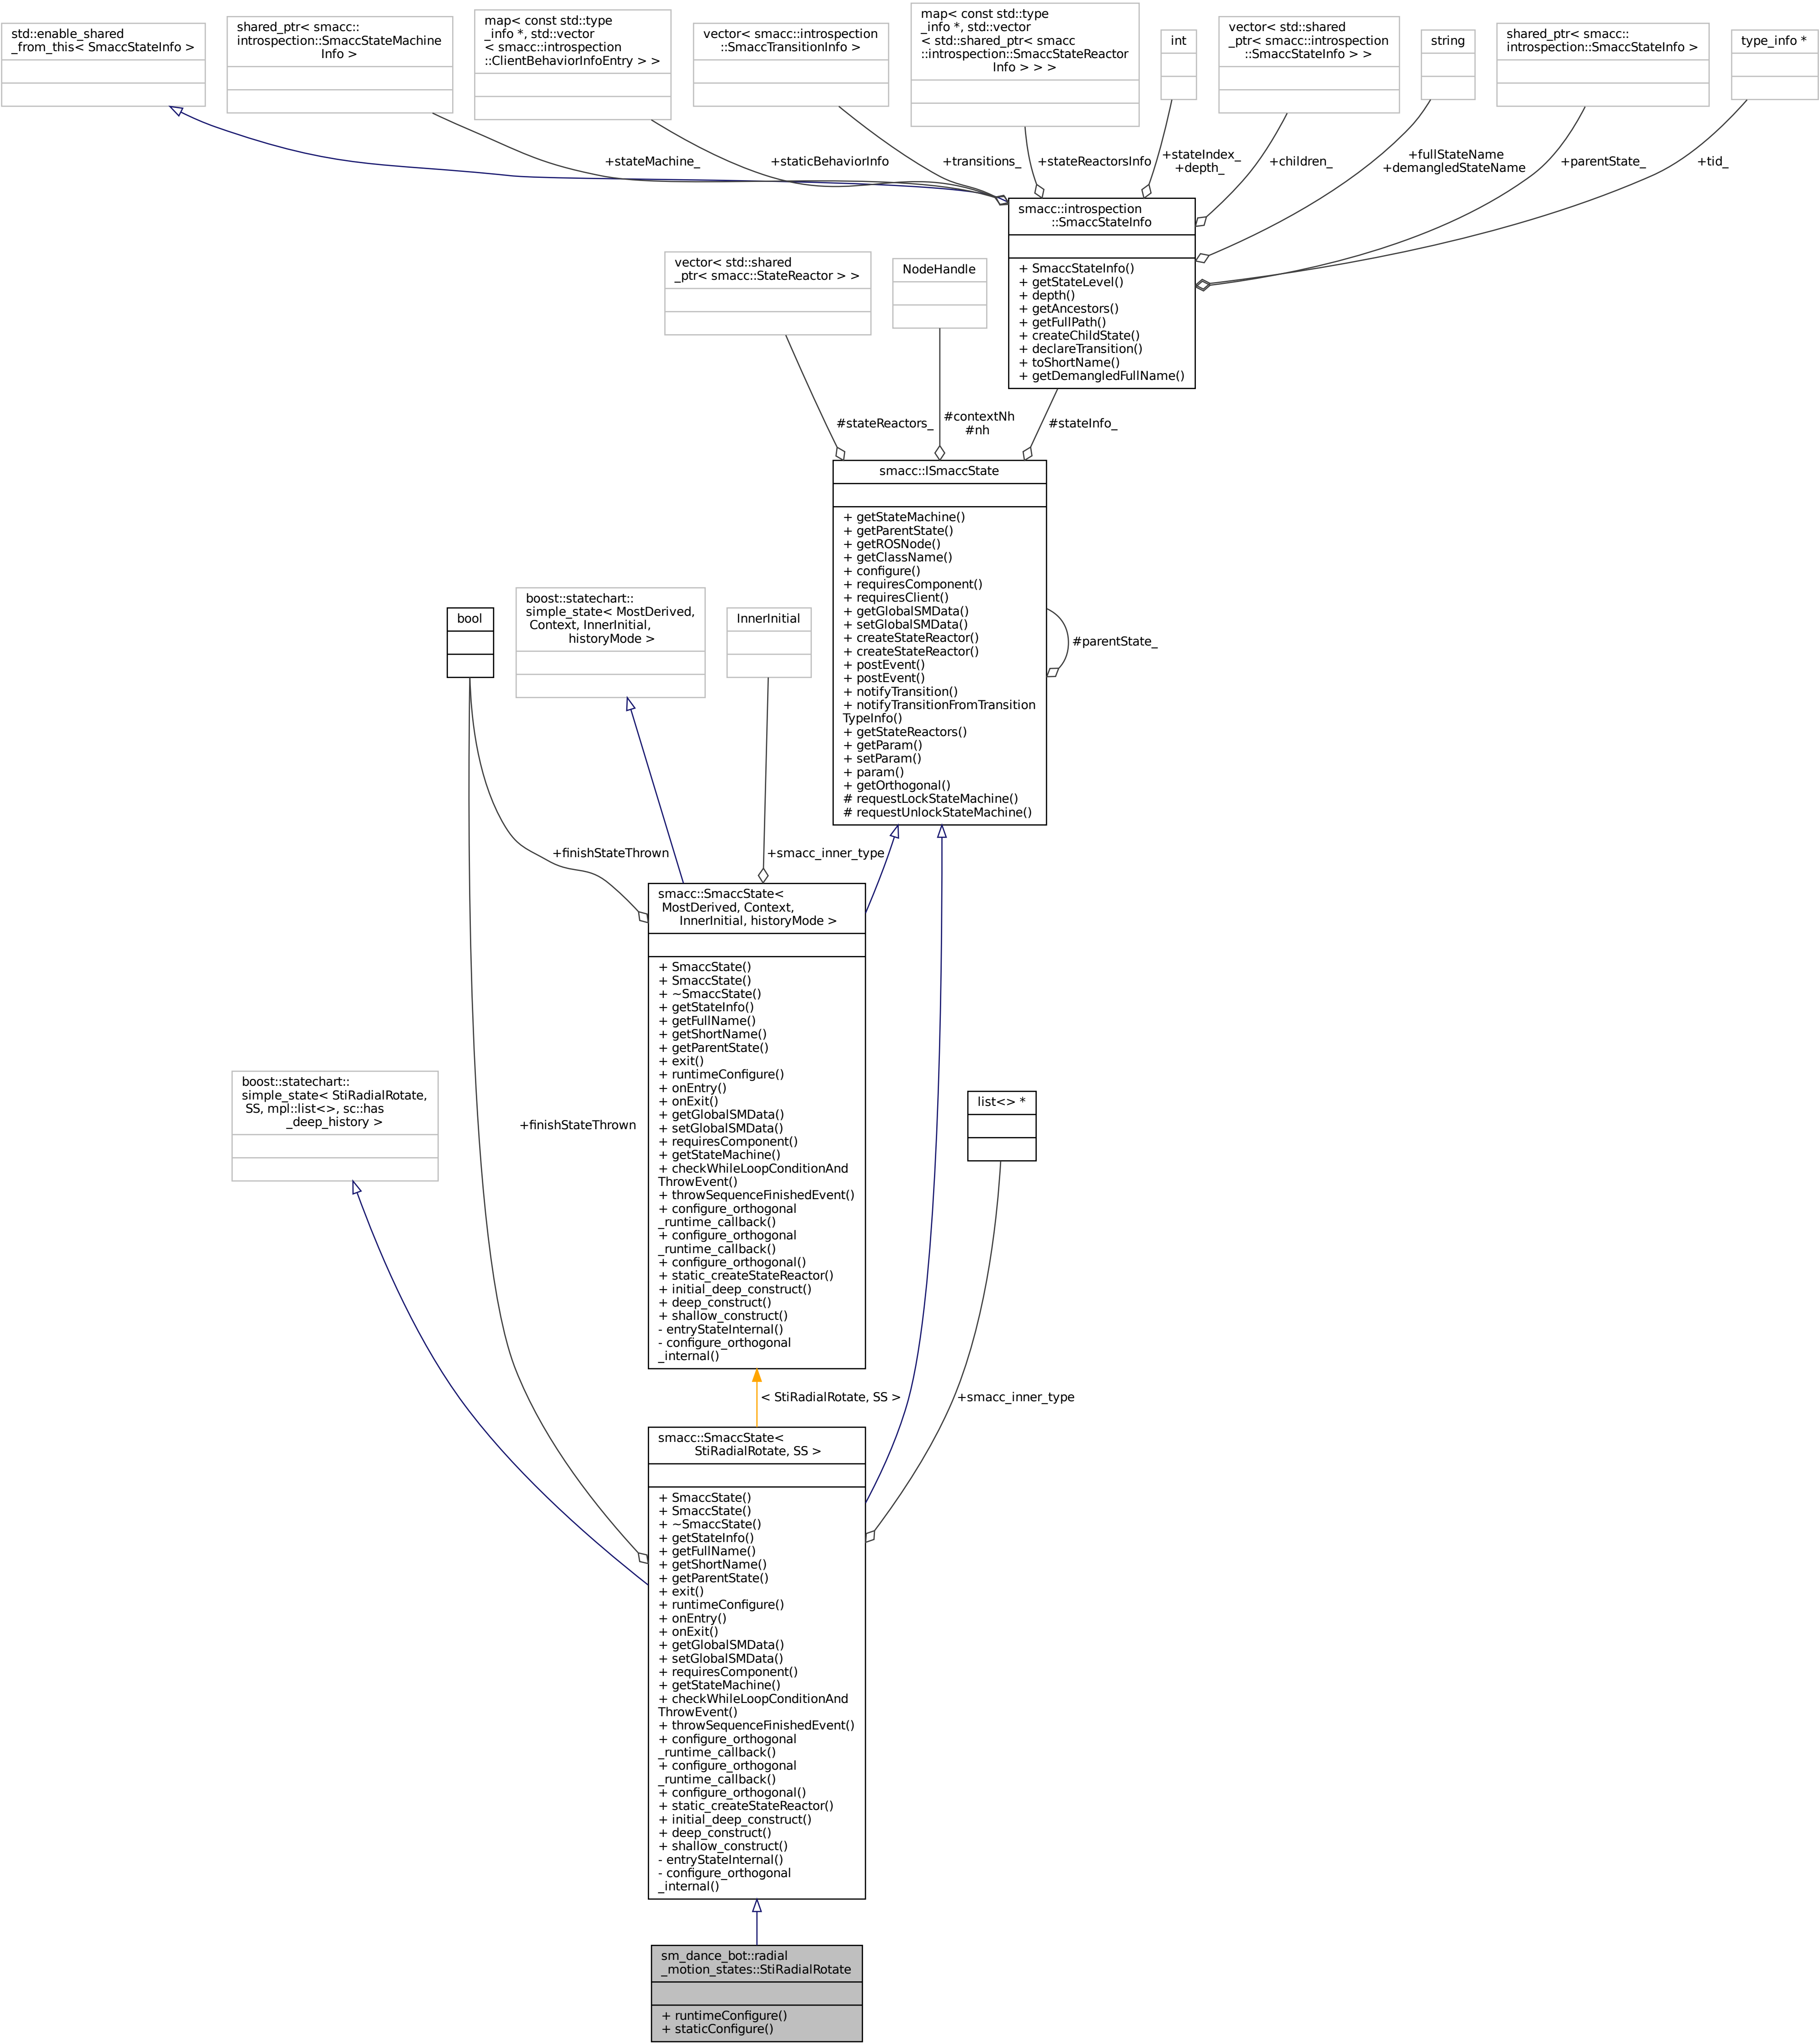 std::enable_shared
_from_this< SmaccStateInfo >
shared_ptr< smacc::
introspection::SmaccStateMachine
Info >
map< const std::type
_info *, std::vector
< smacc::introspection
::ClientBehaviorInfoEntry > >
vector< smacc::introspection
::SmaccTransitionInfo >
map< const std::type
_info *, std::vector
< std::shared_ptr< smacc
::introspection::SmaccStateReactor
Info > > >
int
vector< std::shared
_ptr< smacc::introspection
::SmaccStateInfo > >
string
shared_ptr< smacc::
introspection::SmaccStateInfo >
type_info *
+stateMachine_
+staticBehaviorInfo
+transitions_
+stateReactorsInfo
+stateIndex_
+depth_
+children_
+fullStateName
+demangledStateName
+parentState_
+tid_
smacc::introspection
::SmaccStateInfo
+ SmaccStateInfo()
+ getStateLevel()
+ depth()
+ getAncestors()
+ getFullPath()
+ createChildState()
+ declareTransition()
+ toShortName()
+ getDemangledFullName()
vector< std::shared
_ptr< smacc::StateReactor > >
NodeHandle
#stateReactors_
#contextNh
#nh
#stateInfo_
smacc::ISmaccState
+ getStateMachine()
+ getParentState()
+ getROSNode()
+ getClassName()
+ configure()
+ requiresComponent()
+ requiresClient()
+ getGlobalSMData()
+ setGlobalSMData()
+ createStateReactor()
+ createStateReactor()
+ postEvent()
+ postEvent()
+ notifyTransition()
+ notifyTransitionFromTransition
TypeInfo()
+ getStateReactors()
+ getParam()
+ setParam()
+ param()
+ getOrthogonal()
# requestLockStateMachine()
# requestUnlockStateMachine()
#parentState_
bool
boost::statechart::
simple_state< MostDerived,
Context, InnerInitial,
historyMode >
InnerInitial
+finishStateThrown
+smacc_inner_type
smacc::SmaccState<
MostDerived, Context,
InnerInitial, historyMode >
+ SmaccState()
+ SmaccState()
+ ~SmaccState()
+ getStateInfo()
+ getFullName()
+ getShortName()
+ getParentState()
+ exit()
+ runtimeConfigure()
+ onEntry()
+ onExit()
+ getGlobalSMData()
+ setGlobalSMData()
+ requiresComponent()
+ getStateMachine()
+ checkWhileLoopConditionAnd
ThrowEvent()
+ throwSequenceFinishedEvent()
+ configure_orthogonal
_runtime_callback()
+ configure_orthogonal
_runtime_callback()
+ configure_orthogonal()
+ static_createStateReactor()
+ initial_deep_construct()
+ deep_construct()
+ shallow_construct()
- entryStateInternal()
- configure_orthogonal
_internal()
boost::statechart::
simple_state< StiRadialRotate,
SS, mpl::list<>, sc::has
_deep_history >
+finishStateThrown
list<> *
< StiRadialRotate, SS >
+smacc_inner_type
smacc::SmaccState<
StiRadialRotate, SS >
+ SmaccState()
+ SmaccState()
+ ~SmaccState()
+ getStateInfo()
+ getFullName()
+ getShortName()
+ getParentState()
+ exit()
+ runtimeConfigure()
+ onEntry()
+ onExit()
+ getGlobalSMData()
+ setGlobalSMData()
+ requiresComponent()
+ getStateMachine()
+ checkWhileLoopConditionAnd
ThrowEvent()
+ throwSequenceFinishedEvent()
+ configure_orthogonal
_runtime_callback()
+ configure_orthogonal
_runtime_callback()
+ configure_orthogonal()
+ static_createStateReactor()
+ initial_deep_construct()
+ deep_construct()
+ shallow_construct()
- entryStateInternal()
- configure_orthogonal
_internal()
sm_dance_bot::radial
_motion_states::StiRadialRotate
+ runtimeConfigure()
+ staticConfigure()